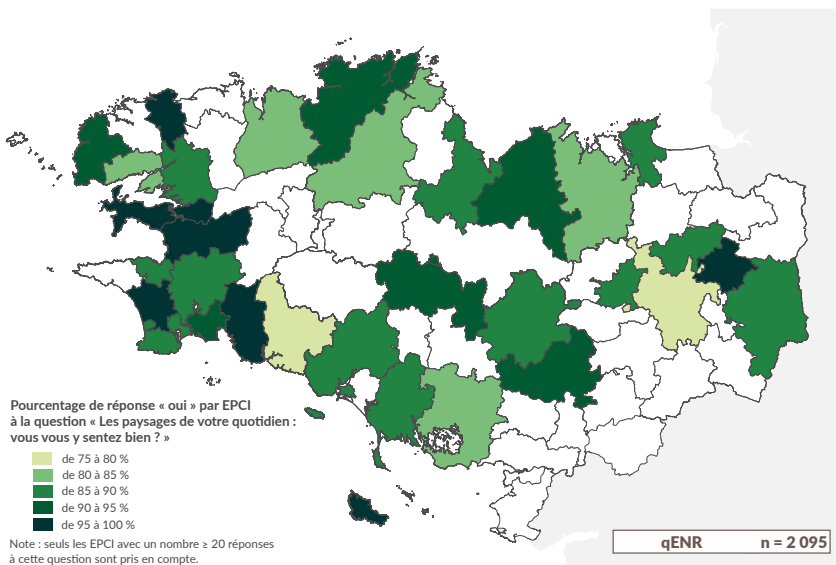 Pourcentage de réponse « oui » par EPCI
à la question « Les paysages de votre quotidien :
vous vous y sentez bien ? »
de 75 à 80 %
de 80 à 85 %
de 85 à 90 %
de 90 à 95 %
de 95 à 100 %
Note : seuls les EPCI avec un nombre ≥ 20 réponses
à cette question sont pris en compte.
qENR n = 2 095